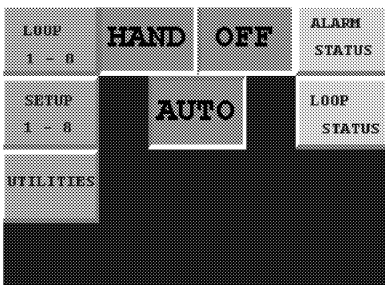 LOOP
1 - 8
HAND
OFF
ALARM
STATUS
SETUP
1 - 8
AUTO
LOOP
STATUS
UTILITIES